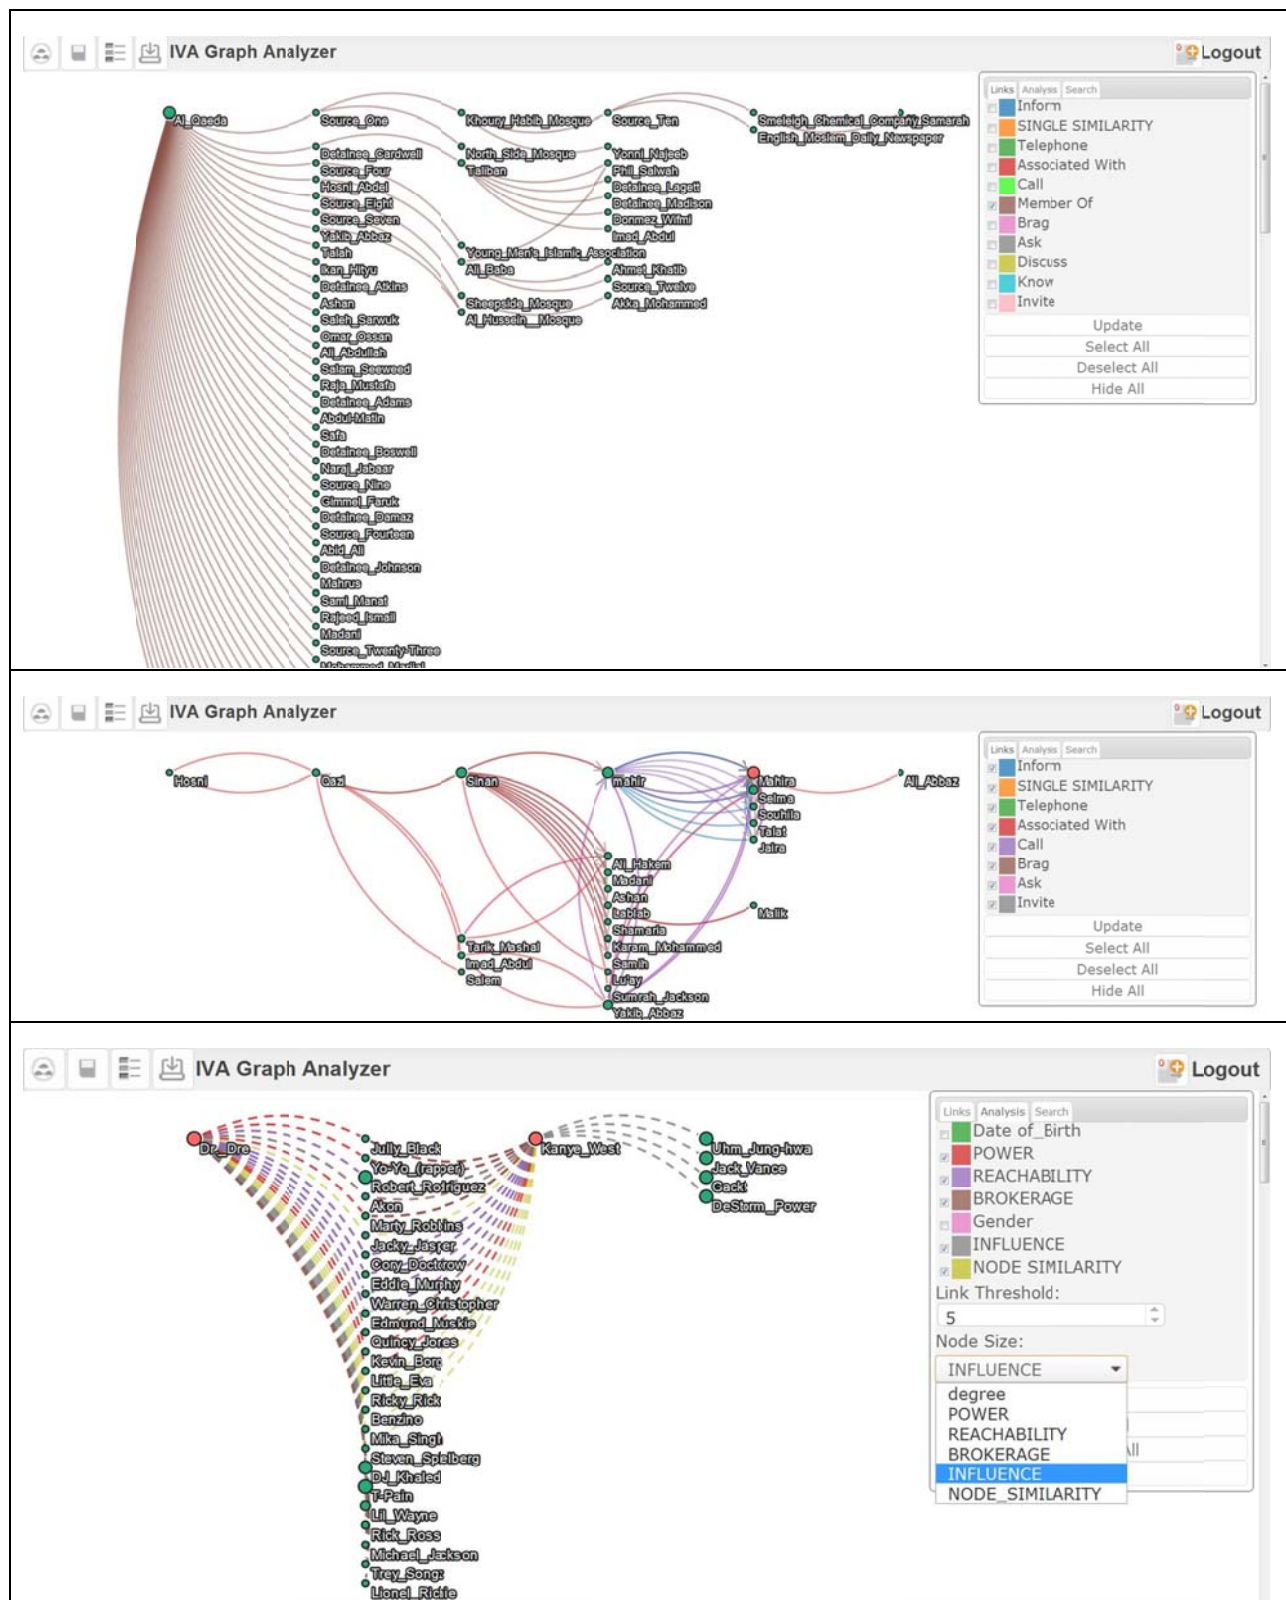 IVA Graph Analyzer
Logout
Al_Qaeda
Source_One
Khoury_Habib_Mosque
Source_Ten
Smeleigh_Chemical_Company_Samarah
English_Moslem_Daily_Newspaper
Detainee_Cardwell
North_Side_Mosque
Yonni_Najeeb
Source_Four
Taliban
Phil_Salwah
Hosni_Abdel
Detainee_Lagett
Source_Eight
Detainee_Madison
Source_Seven
Donmez_Wifmi
Yakib_Abbaz
Imad_Abdul
Talah
Young_Men's_Islamic_Association
Ikan_Hityu
Ali_Baba
Ahmet_Khatib
Detainee_Atkins
Source_Twelve
Ashan
Sheepside_Mosque
Akka_Mohammed
Saleh_Sarwuk
Al_Hussein__Mosque
Omar_Ossan
Ali_Abdullah
Salam_Seeweed
Raja_Mustafa
Detainee_Adams
Abdul-Matin
Safa
Detainee_Boswell
Naraj_Jabaar
Source_Nine
Gimmel_Faruk
Detainee_Damaz
Source_Fourteen
Abid_Ali
Detainee_Johnson
Mahrus
Sami_Manat
Rajeed_Ismail
Madani
Source_Twenty-Three
Links Analysis Search
Inform
SINGLE SIMILARITY
Telephone
Associated With
Call
Member Of
Brag
Ask
Discuss
Know
Invite
Update
Select All
Deselect All
Hide All
IVA Graph Analyzer
Logout
Hosni
Gazi
Sinan
mahir
Mahira
Ali_Abbaz
Selma
Souhila
Talat
Jaira
Ali_Hakem
Madani
Ashan
Lablab
Malik
Shamaria
Tarik_Mashal
Karam_Mohammed
Imad_Abdul
Samih
Salem
Lu'ay
Sumrah_Jackson
Yakib_Abbaz
Links Analysis Search
Inform
SINGLE SIMILARITY
Telephone
Associated With
Call
Brag
Ask
Invite
Update
Select All
Deselect All
Hide All
IVA Graph Analyzer
Logout
Dr._Dre
Jully_Black
Kanye_West
Uhm_Jung-hwa
Yo-Yo_(rapper)
Jack_Vance
Robert_Rodriguez
Gackt
Akon
DeStorm_Power
Marty_Robbins
Jacky_Jasper
Cory_Doctorow
Eddie_Murphy
Warren_Christopher
Edmund_Muskie
Quincy_Jones
Kevin_Borg
Little_Eva
Ricky_Rick
Benzino
Mika_Singh
Steven_Spielberg
DJ_Khaled
T-Pain
Lil_Wayne
Rick_Ross
Michael_Jackson
Trey_Songz
Lionel_Richie
Links Analysis Search
Date of_Birth
POWER
REACHABILITY
BROKERAGE
Gender
INFLUENCE
NODE SIMILARITY
Link Threshold:
5
Node Size:
INFLUENCE
degree
POWER
REACHABILITY
BROKERAGE
INFLUENCE
NODE_SIMILARITY